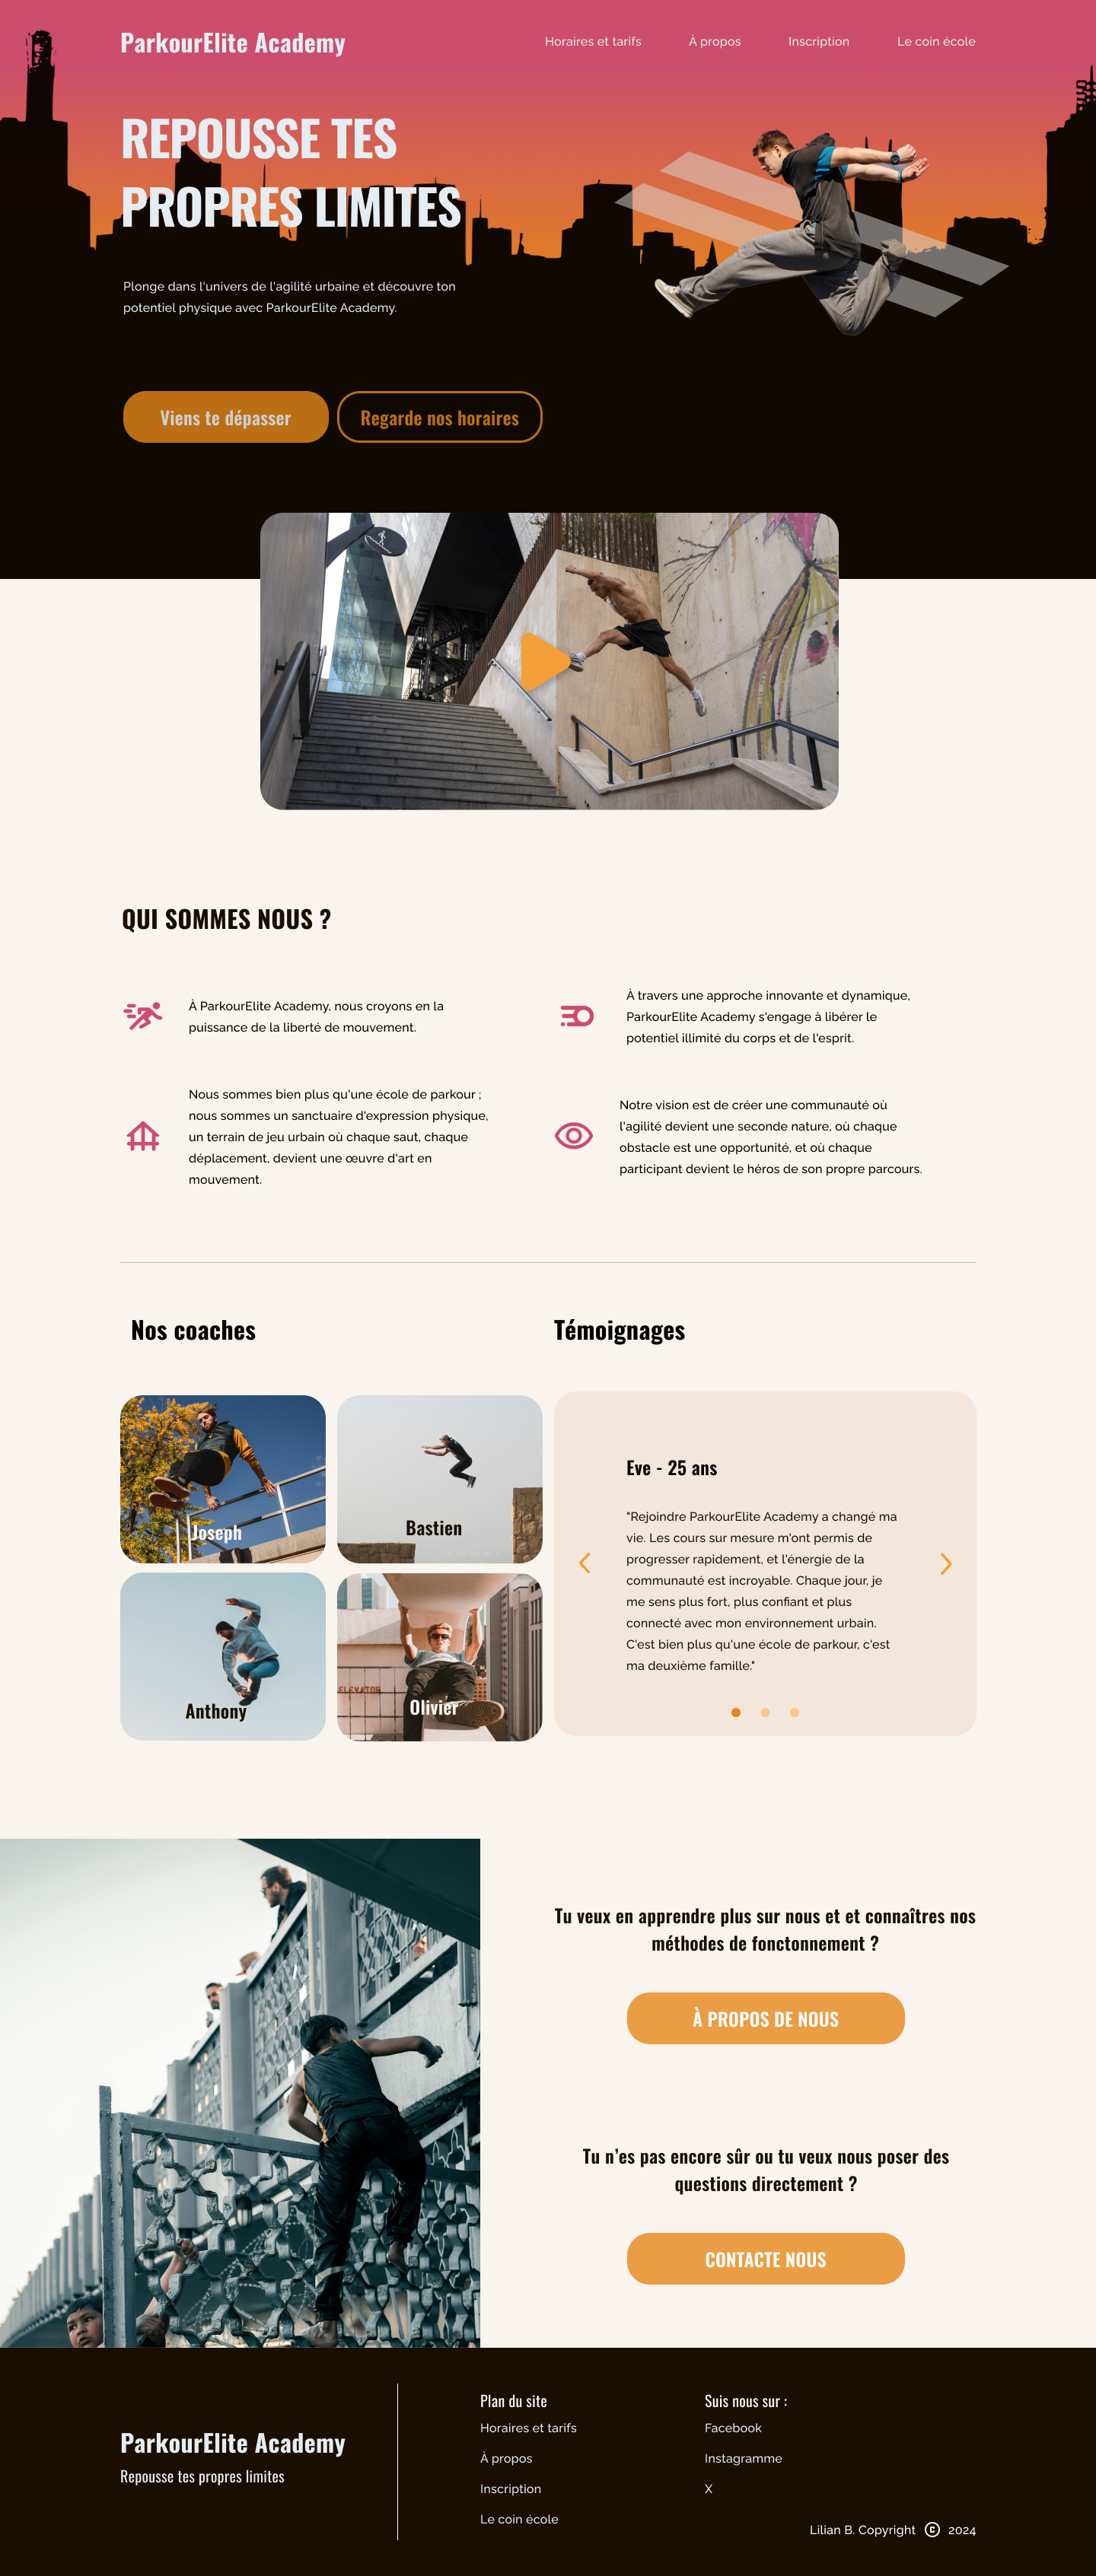 ParkourElite Academy
Horaires et tarifs
À propos
Inscription
Le coin école
REPOUSSE TES
PROPRES LIMITES
Plonge dans l'univers de l'agilité urbaine et découvre ton
potentiel physique avec ParkourElite Academy.
Viens te dépasser
Regarde nos horaires
QUI SOMMES NOUS ?
À ParkourElite Academy, nous croyons en la
puissance de la liberté de mouvement.
À travers une approche innovante et dynamique,
ParkourElite Academy s'engage à libérer le
potentiel illimité du corps et de l'esprit.
Nous sommes bien plus qu'une école de parkour ;
nous sommes un sanctuaire d'expression physique,
un terrain de jeu urbain où chaque saut, chaque
déplacement, devient une œuvre d'art en
mouvement.
Notre vision est de créer une communauté où
l'agilité devient une seconde nature, où chaque
obstacle est une opportunité, et où chaque
participant devient le héros de son propre parcours.
Nos coaches
Joseph
Bastien
Anthony
ELEVATOR
Olivier
Témoignages
Eve - 25 ans
"Rejoindre ParkourElite Academy a changé ma
vie. Les cours sur mesure m'ont permis de
progresser rapidement, et l'énergie de la
communauté est incroyable. Chaque jour, je
me sens plus fort, plus confiant et plus
connecté avec mon environnement urbain.
C'est bien plus qu'une école de parkour, c'est
ma deuxième famille."
Tu veux en apprendre plus sur nous et et connaîtres nos
méthodes de fonctonnement ?
À PROPOS DE NOUS
Tu n’es pas encore sûr ou tu veux nous poser des
questions directement ?
CONTACTE NOUS
ParkourElite Academy
Repousse tes propres limites
Plan du site
Horaires et tarifs
À propos
Inscription
Le coin école
Suis nous sur :
Facebook
Instagramme
X
Lilian B. Copyright © 2024